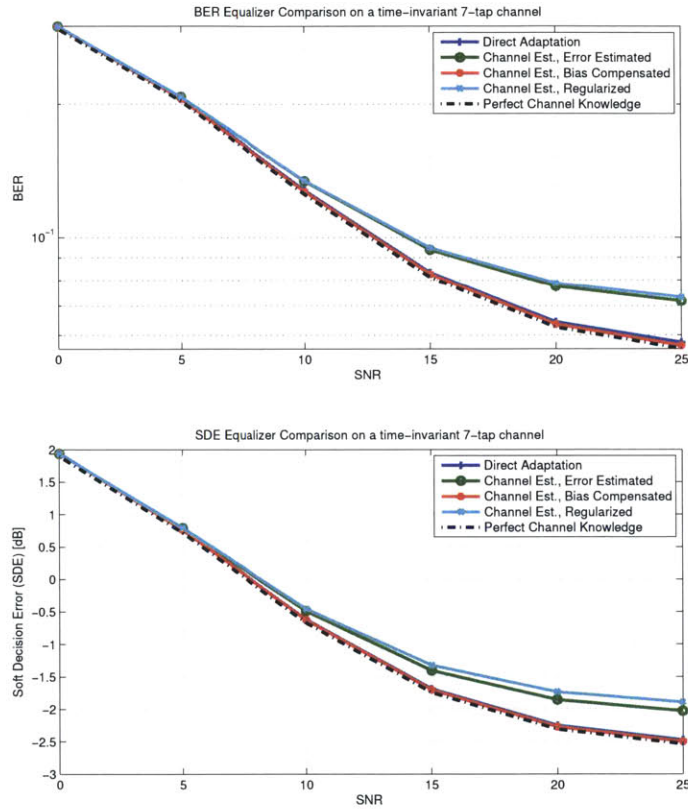 BER Equalizer Comparison on a time-invariant 7-tap channel
Direct Adaptation
Channel Est., Error Estimated
Channel Est., Bias Compensated
Channel Est., Regularized
Perfect Channel Knowledge
BER
10⁻¹
0 5 10 15 20 25
SNR
SDE Equalizer Comparison on a time-invariant 7-tap channel
Direct Adaptation
Channel Est., Error Estimated
Channel Est., Bias Compensated
Channel Est., Regularized
Perfect Channel Knowledge
Soft Decision Error (SDE) [dB]
2
1.5
1
0.5
0
−0.5
−1
−1.5
−2
−2.5
−3
0 5 10 15 20 25
SNR